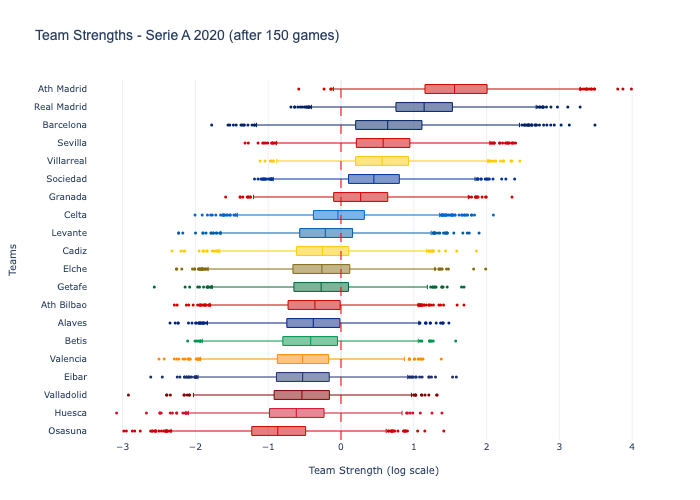 Team Strengths - Serie A 2020 (after 150 games)
Teams
Ath Madrid
Real Madrid
Barcelona
Sevilla
Villarreal
Sociedad
Granada
Celta
Levante
Cadiz
Elche
Getafe
Ath Bilbao
Alaves
Betis
Valencia
Eibar
Valladolid
Huesca
Osasuna
−3 −2 −1 0 1 2 3 4
Team Strength (log scale)